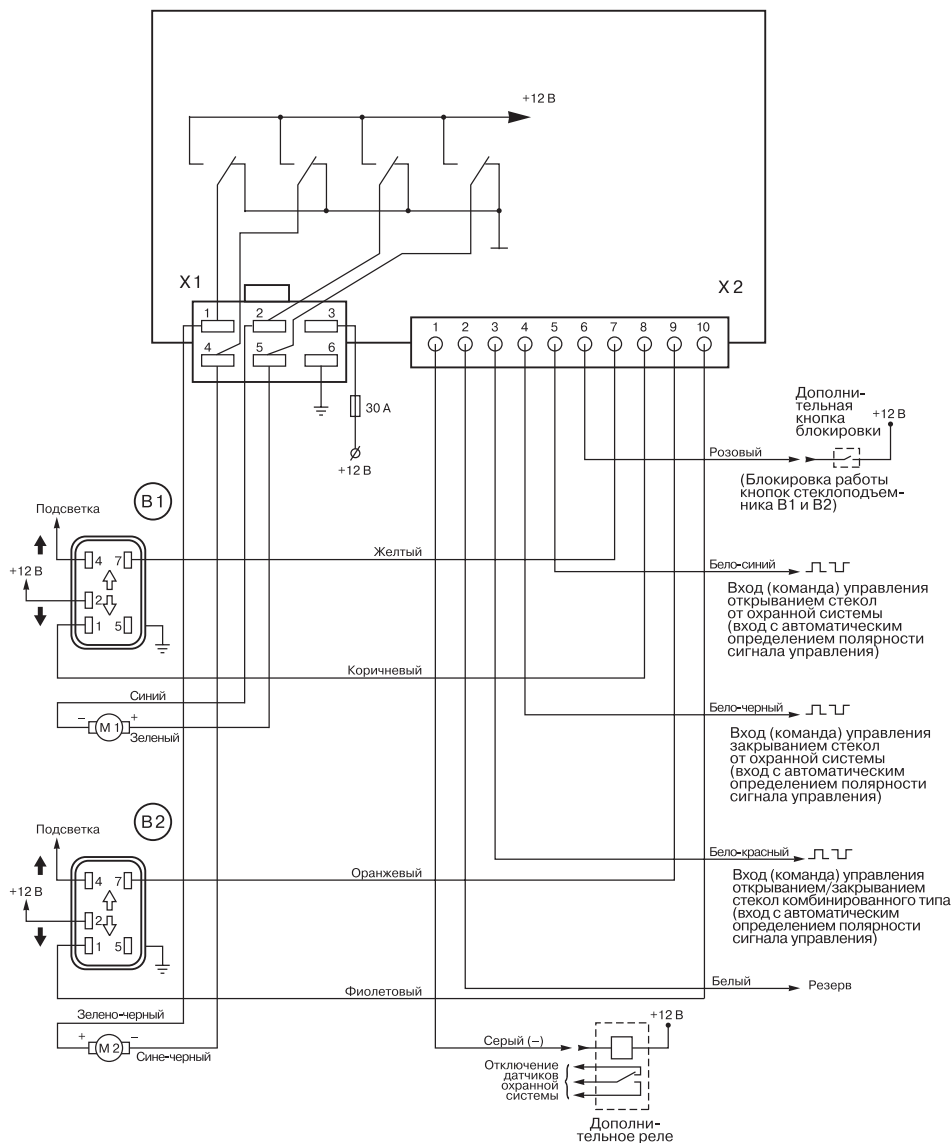 +12 В
X1
X2
1
2
3
4
5
6
1
2
3
4
5
6
7
8
9
10
30 А
+12 В
Дополни-
тельная
кнопка
блокировки
+12 В
Розовый
(Блокировка работы
кнопок стеклоподъем-
ника В1 и В2)
В1
Подсветка
+12 В
4
7
2
1
5
Желтый
Коричневый
Бело-синий
Вход (команда) управления
открыванием стекол
от охранной системы
(вход с автоматическим
определением полярности
сигнала управления)
Синий
– М1 +
Зеленый
Бело-черный
Вход (команда) управления
закрыванием стекол
от охранной системы
(вход с автоматическим
определением полярности
сигнала управления)
В2
Подсветка
+12 В
4
7
2
1
5
Оранжевый
Фиолетовый
Бело-красный
Вход (команда) управления
открыванием/закрыванием
стекол комбинированного типа
(вход с автоматическим
определением полярности
сигнала управления)
Белый
Резерв
Зелено-черный
+ М2 –
Сине-черный
Серый (–)
+12 В
Отключение
датчиков
охранной
системы
Дополни-
тельное реле